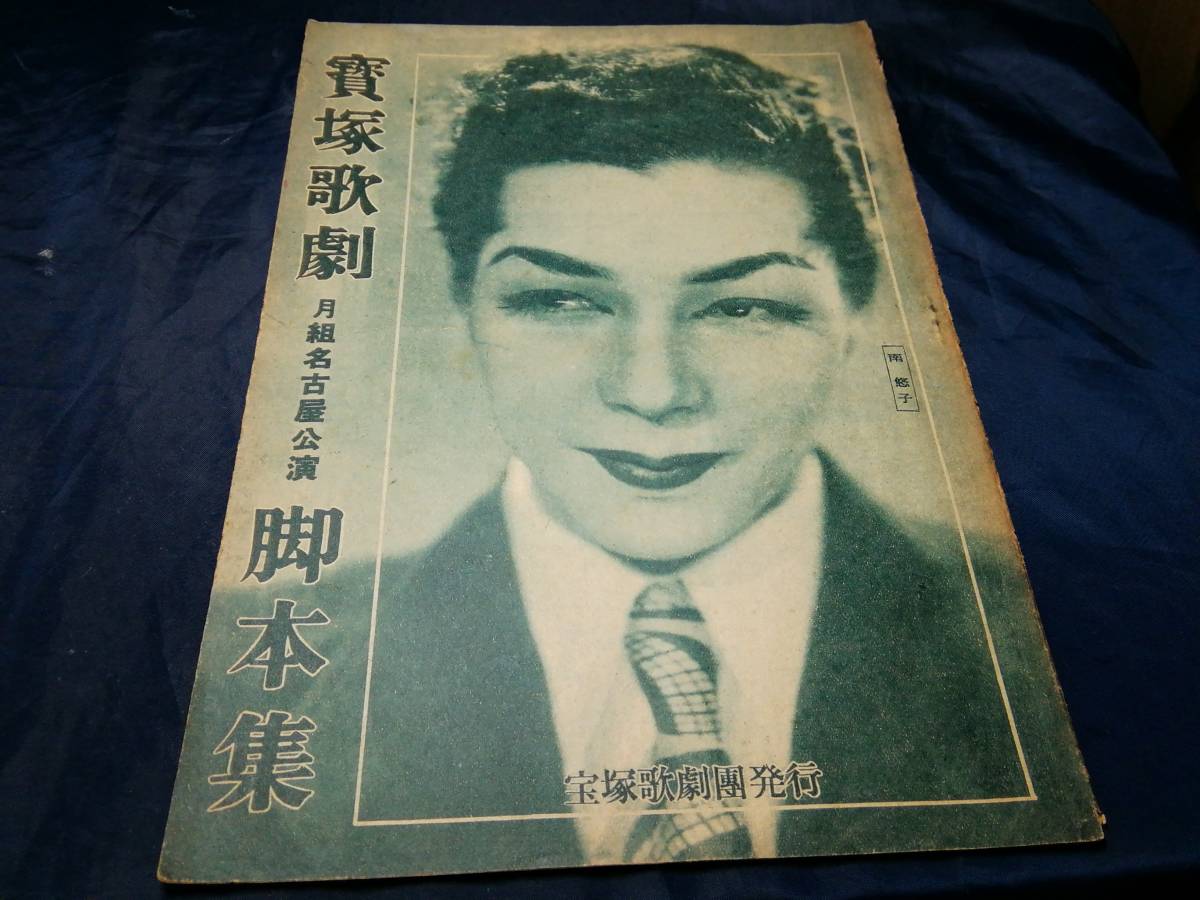 寶塚歌劇
月組名古屋公演
脚本集
南悠子
宝塚歌劇團発行